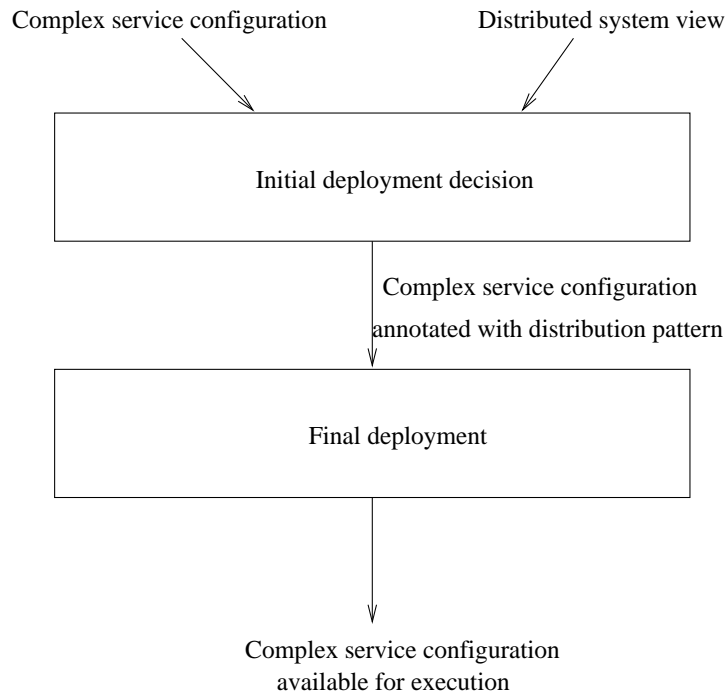 Complex service configuration
Distributed system view
Initial deployment decision
Complex service configuration
annotated with distribution pattern
Final deployment
Complex service configuration
available for execution